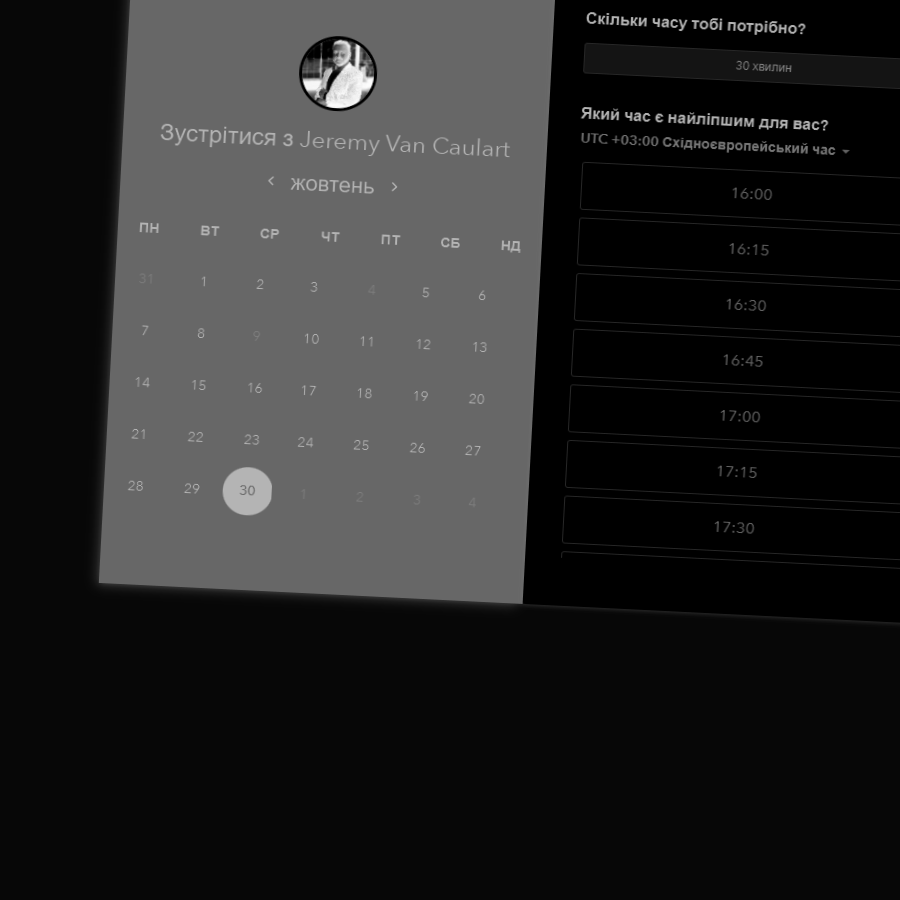 Зустрітися з Jeremy Van Caulart
жовтень
ПН ВТ СР ЧТ ПТ СБ НД
31 1 2 3 4 5 6
7 8 9 10 11 12 13
14 15 16 17 18 19 20
21 22 23 24 25 26 27
28 29 30 1 2 3 4
Скільки часу тобі потрібно?
30 хвилин
Який час є найліпшим для вас?
UTC +03:00 Східноєвропейський час
16:00
16:15
16:30
16:45
17:00
17:15
17:30